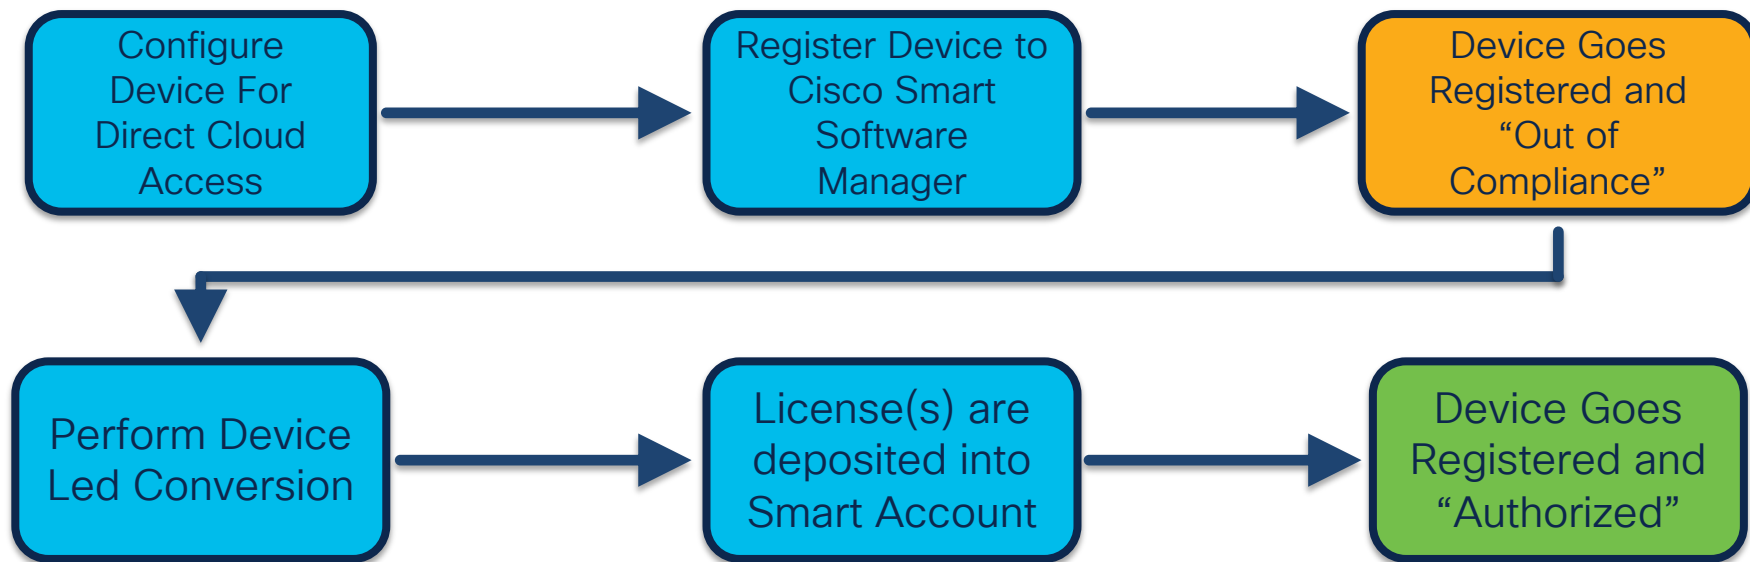 Configure
Device For
Direct Cloud
Access
Register Device to
Cisco Smart
Software
Manager
Device Goes
Registered and
“Out of
Compliance”
Perform Device
Led Conversion
License(s) are
deposited into
Smart Account
Device Goes
Registered and
“Authorized”